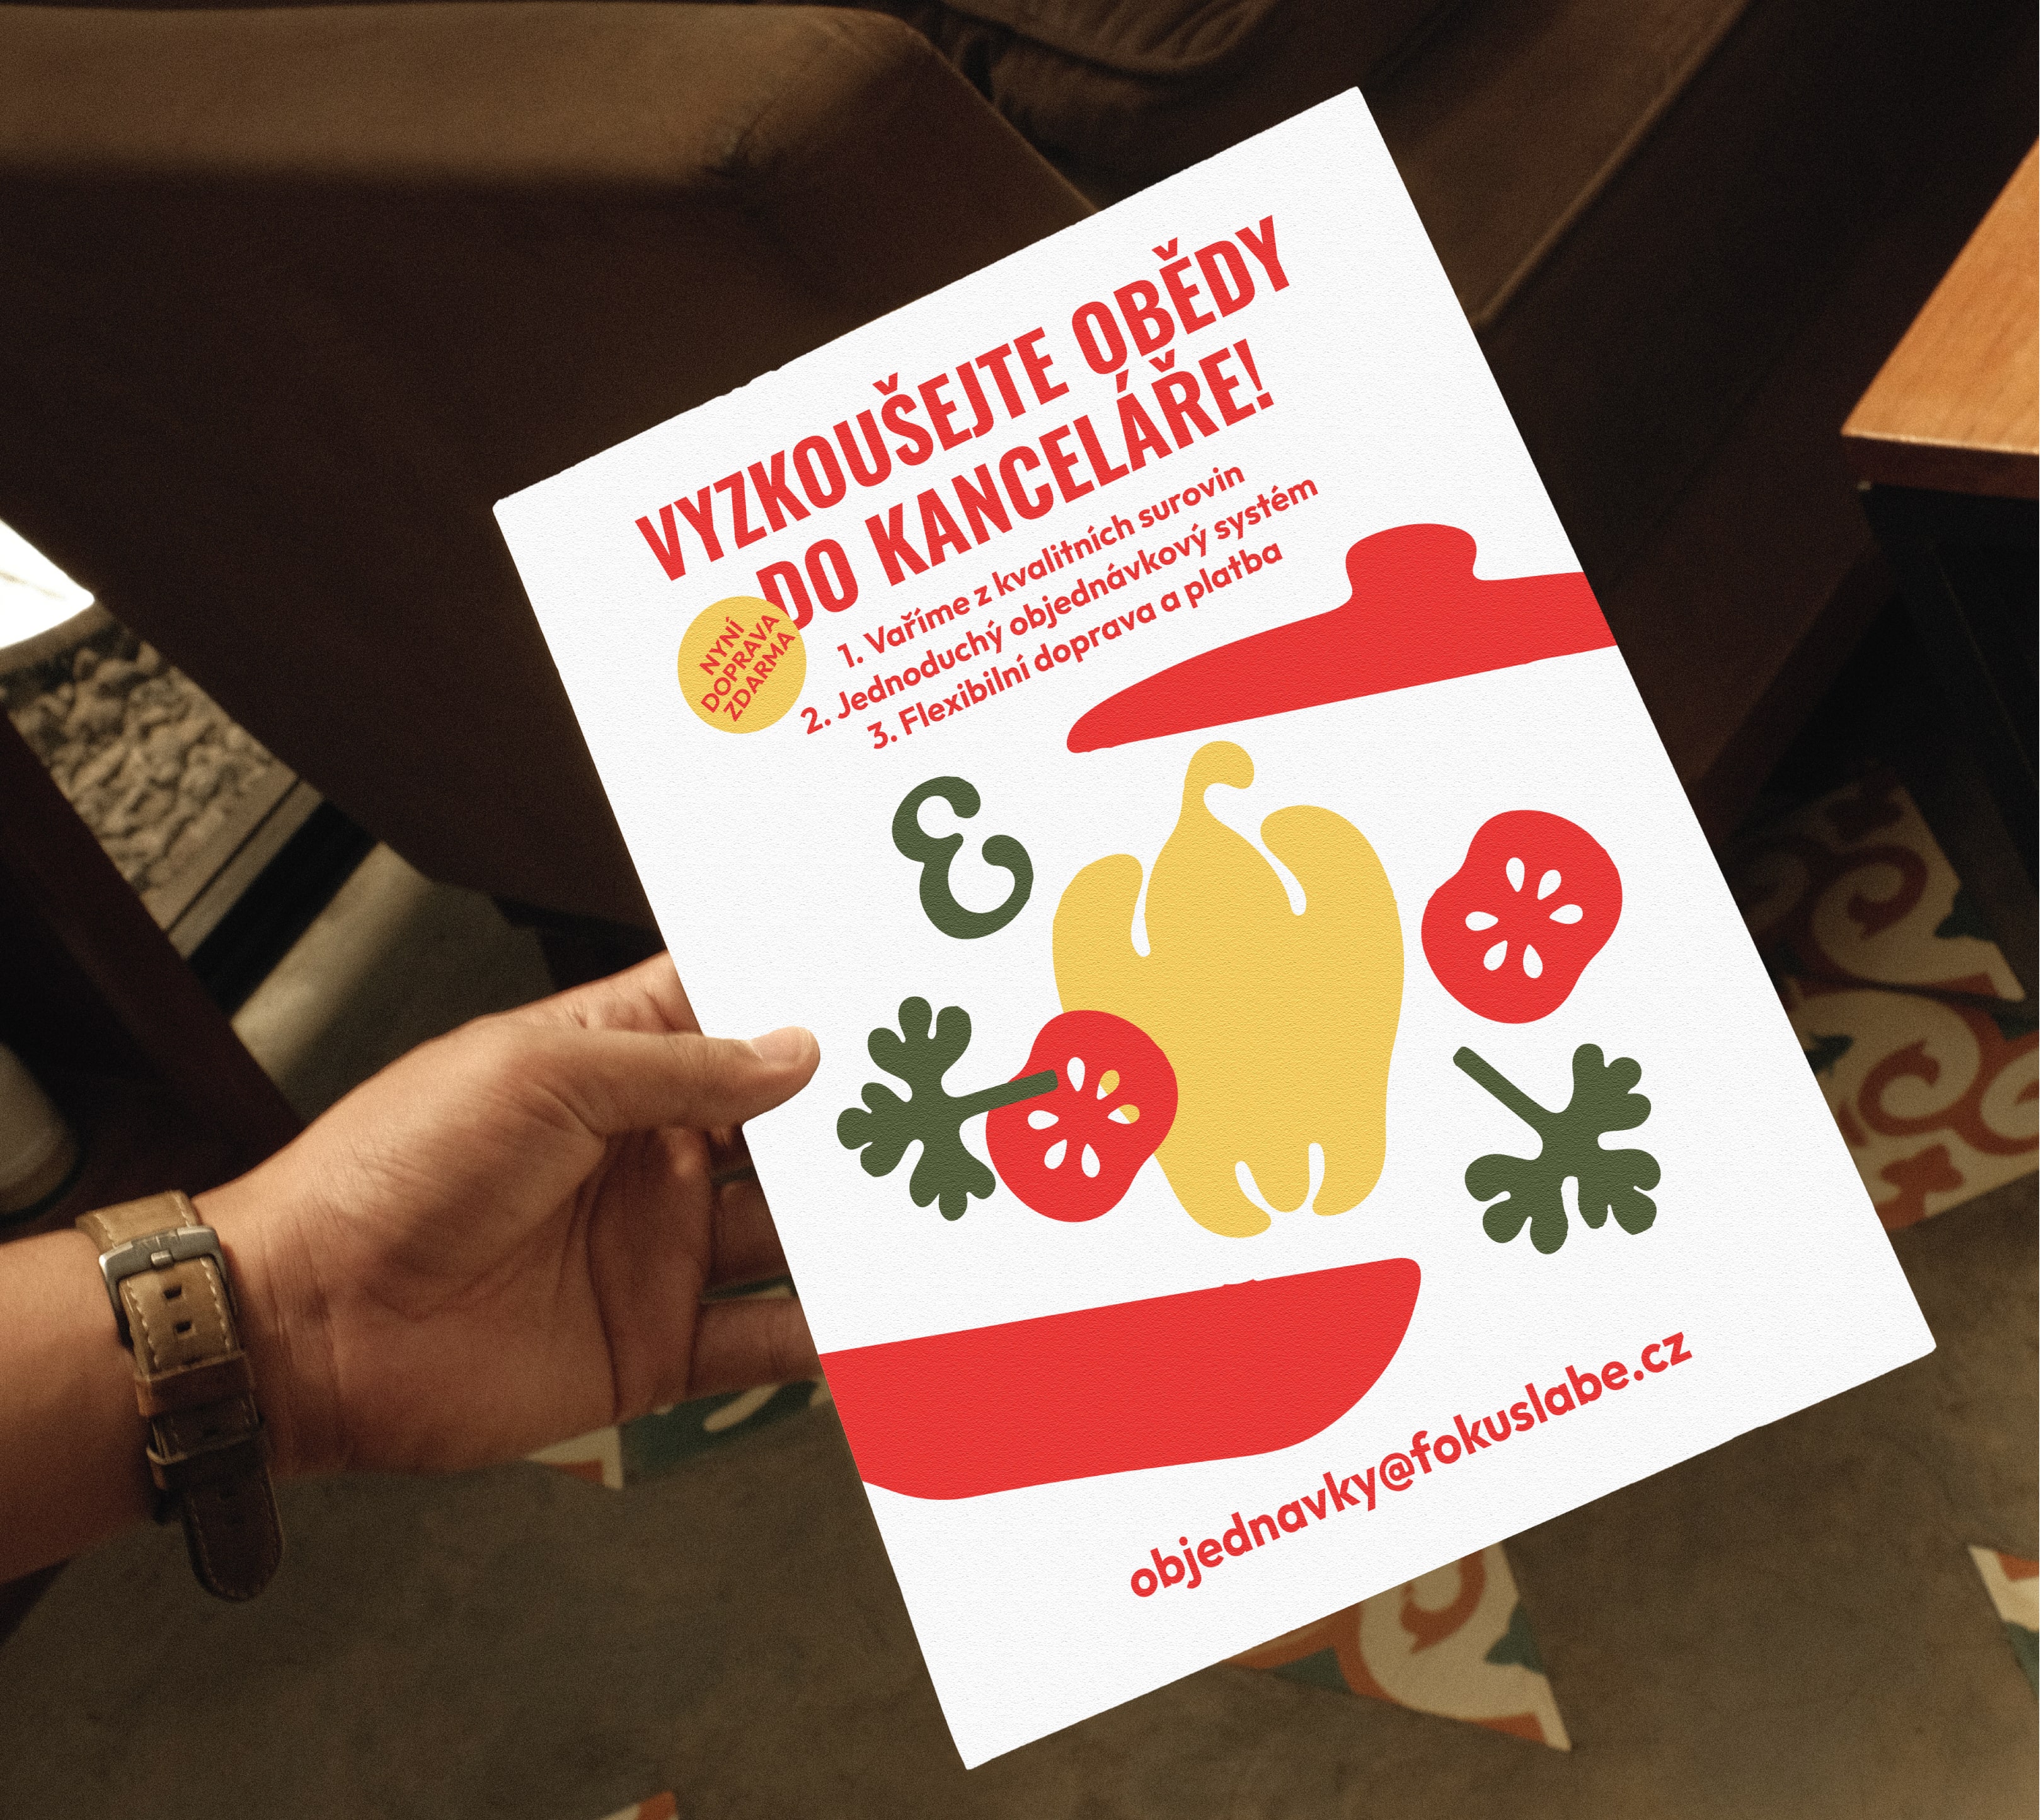 VYZKOUŠEJTE OBĚDY
DO KANCELÁŘE!
NYNÍ
DOPRAVA
ZDARMA
1. Vaříme z kvalitních surovin
2. Jednoduchý objednávkový systém
3. Flexibilní doprava a platba
objednavky@fokuslabe.cz